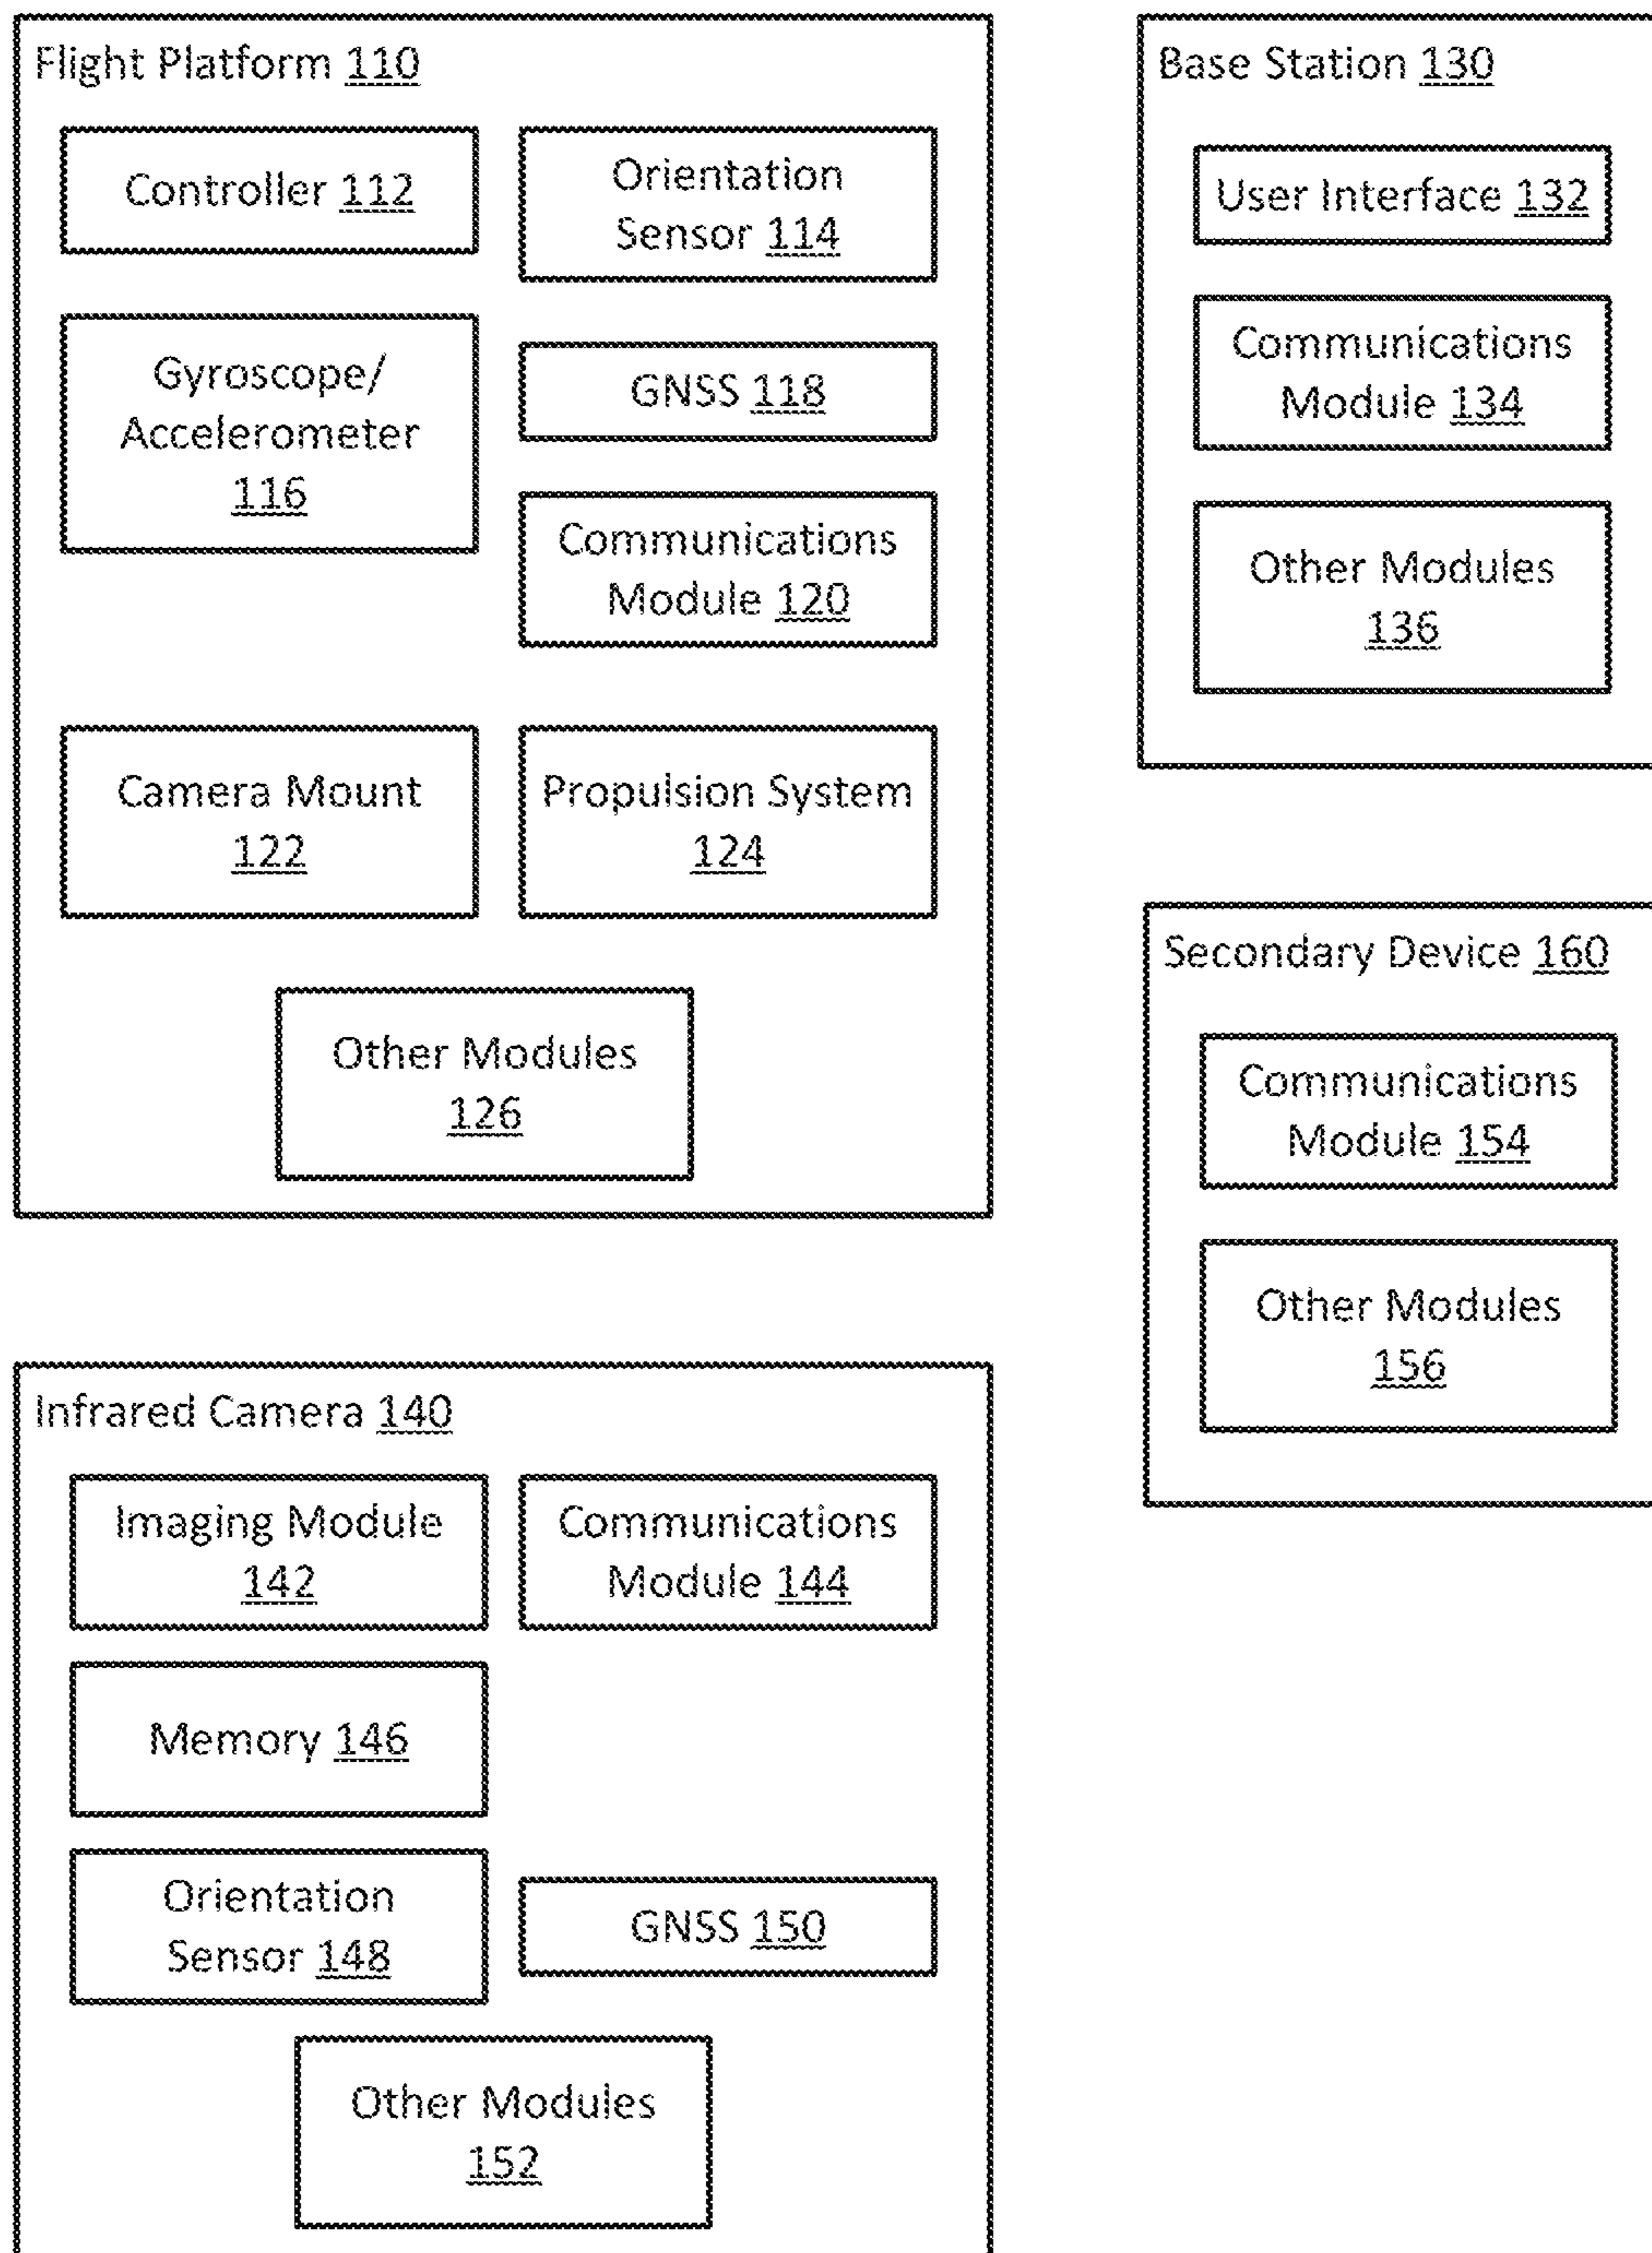 Flight Platform 110
Controller 112
Orientation
Sensor 114
Gyroscope/
Accelerometer
116
GNSS 118
Communications
Module 120
Camera Mount
122
Propulsion System
124
Other Modules
126
Base Station 130
User Interface 132
Communications
Module 134
Other Modules
136
Secondary Device 160
Communications
Module 154
Other Modules
156
Infrared Camera 140
Imaging Module
142
Communications
Module 144
Memory 146
Orientation
Sensor 148
GNSS 150
Other Modules
152